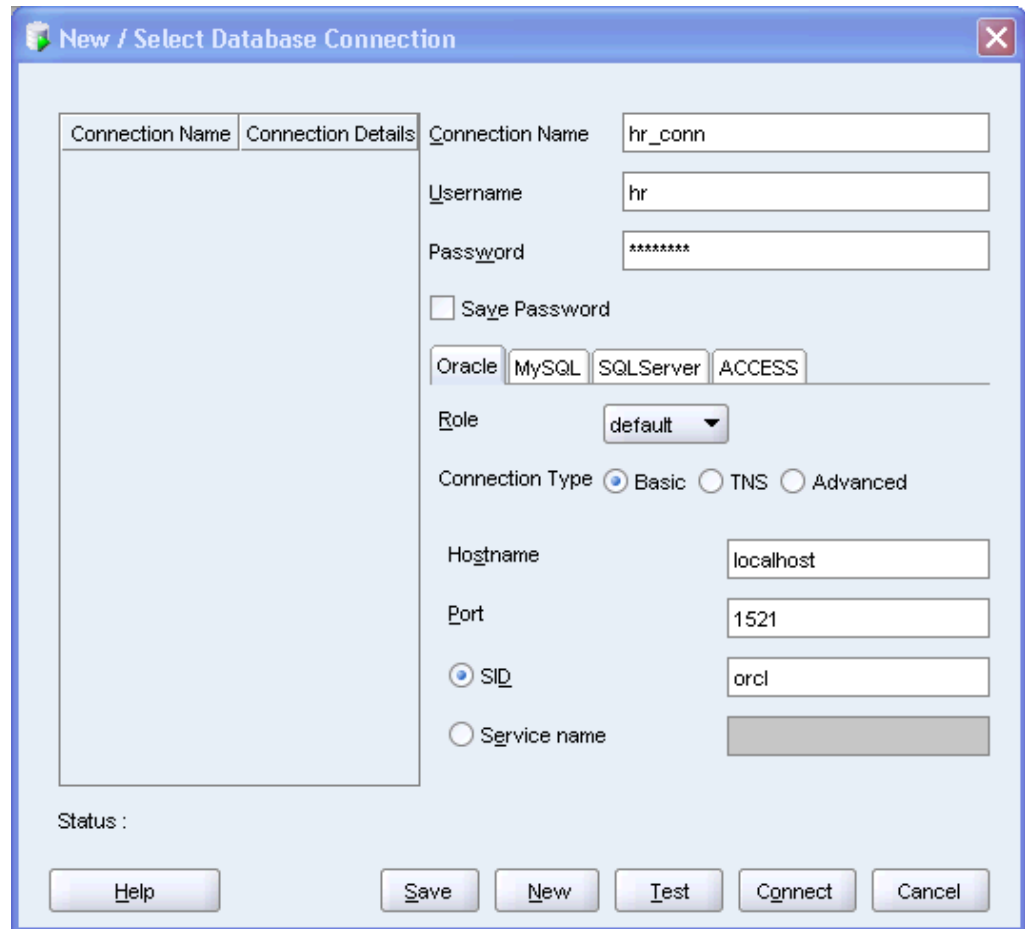 New / Select Database Connection
Connection Name Connection Details
Connection Name hr_conn
Username hr
Password ********
Save Password
Oracle MySQL SQLServer ACCESS
Role default
Connection Type Basic TNS Advanced
Hostname localhost
Port 1521
SID orcl
Service name
Status :
Help Save New Test Connect Cancel